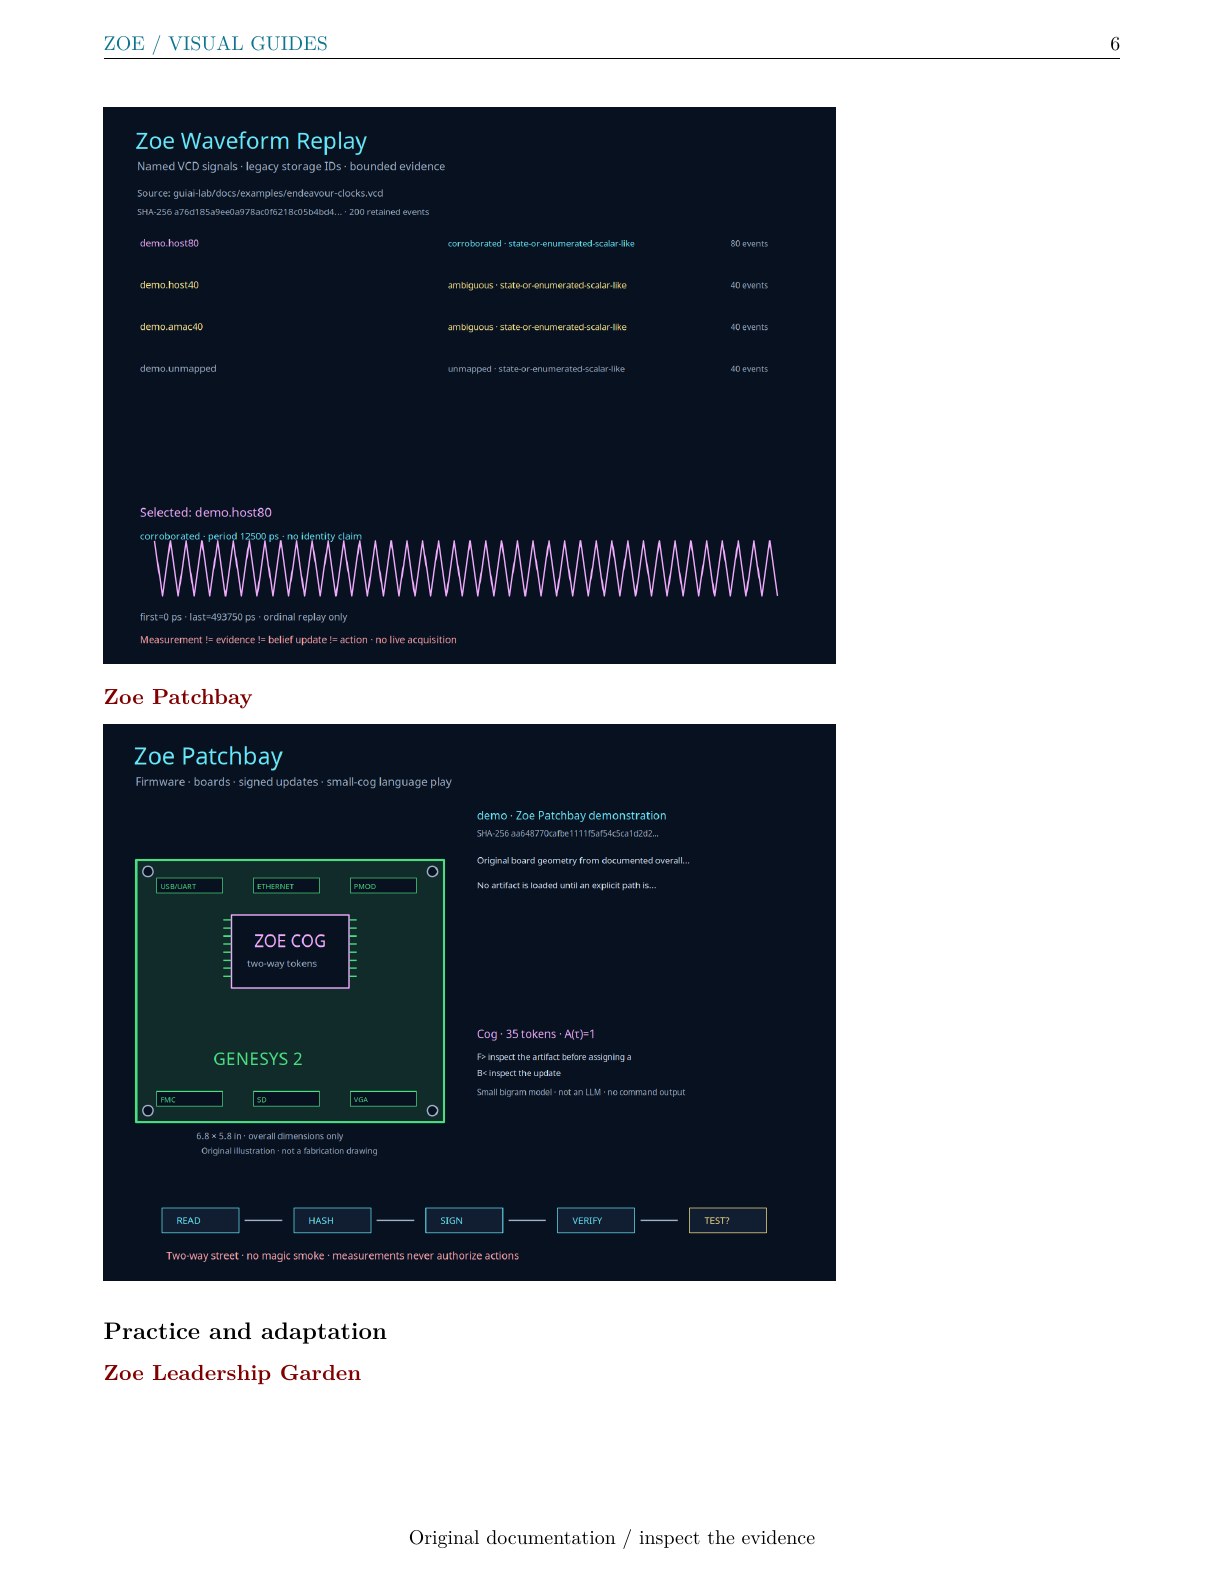 ZOE / VISUAL GUIDES 6
Zoe Waveform Replay
Named VCD signals · legacy storage IDs · bounded evidence
Source: guiai-lab/docs/examples/endeavour-clocks.vcd
SHA-256 a76d185a9ee0a978ac0f6218c05b4bd4... · 200 retained events
demo.host80 corroborated · state-or-enumerated-scalar-like 80 events
demo.host40 ambiguous · state-or-enumerated-scalar-like 40 events
demo.amac40 ambiguous · state-or-enumerated-scalar-like 40 events
demo.unmapped unmapped · state-or-enumerated-scalar-like 40 events
Selected: demo.host80
corroborated · period 12500 ps · no identity claim
first=0 ps · last=493750 ps · ordinal replay only
Measurement != evidence != belief update != action · no live acquisition
Zoe Patchbay
Zoe Patchbay
Firmware · boards · signed updates · small-cog language play
demo · Zoe Patchbay demonstration
SHA-256 aa648770cafbe1111f5af54c5ca1d2d2...
Original board geometry from documented overall...
No artifact is loaded until an explicit path is...
USB/UART ETHERNET PMOD
ZOE COG
two-way tokens
GENESYS 2
FMC SD VGA
6.8 × 5.8 in · overall dimensions only
Original illustration · not a fabrication drawing
Cog · 35 tokens · A(τ)=1
F> inspect the artifact before assigning a
B< inspect the update
Small bigram model · not an LLM · no command output
READ HASH SIGN VERIFY TEST?
Two-way street · no magic smoke · measurements never authorize actions
Practice and adaptation
Zoe Leadership Garden
Original documentation / inspect the evidence